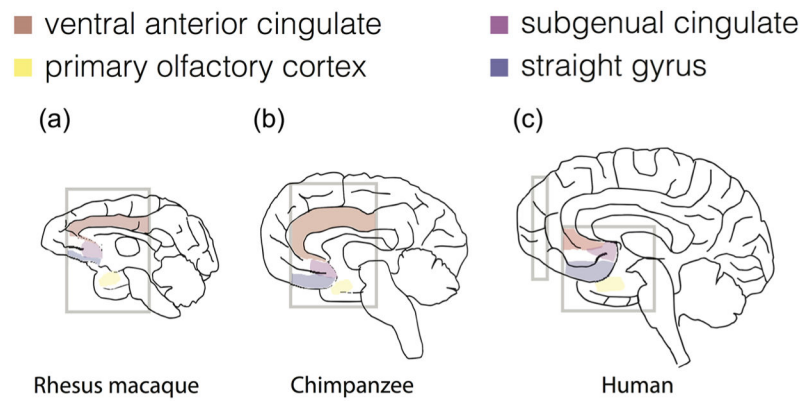 ventral anterior cingulate
subgenual cingulate
primary olfactory cortex
straight gyrus
(a)
(b)
(c)
Rhesus macaque
Chimpanzee
Human